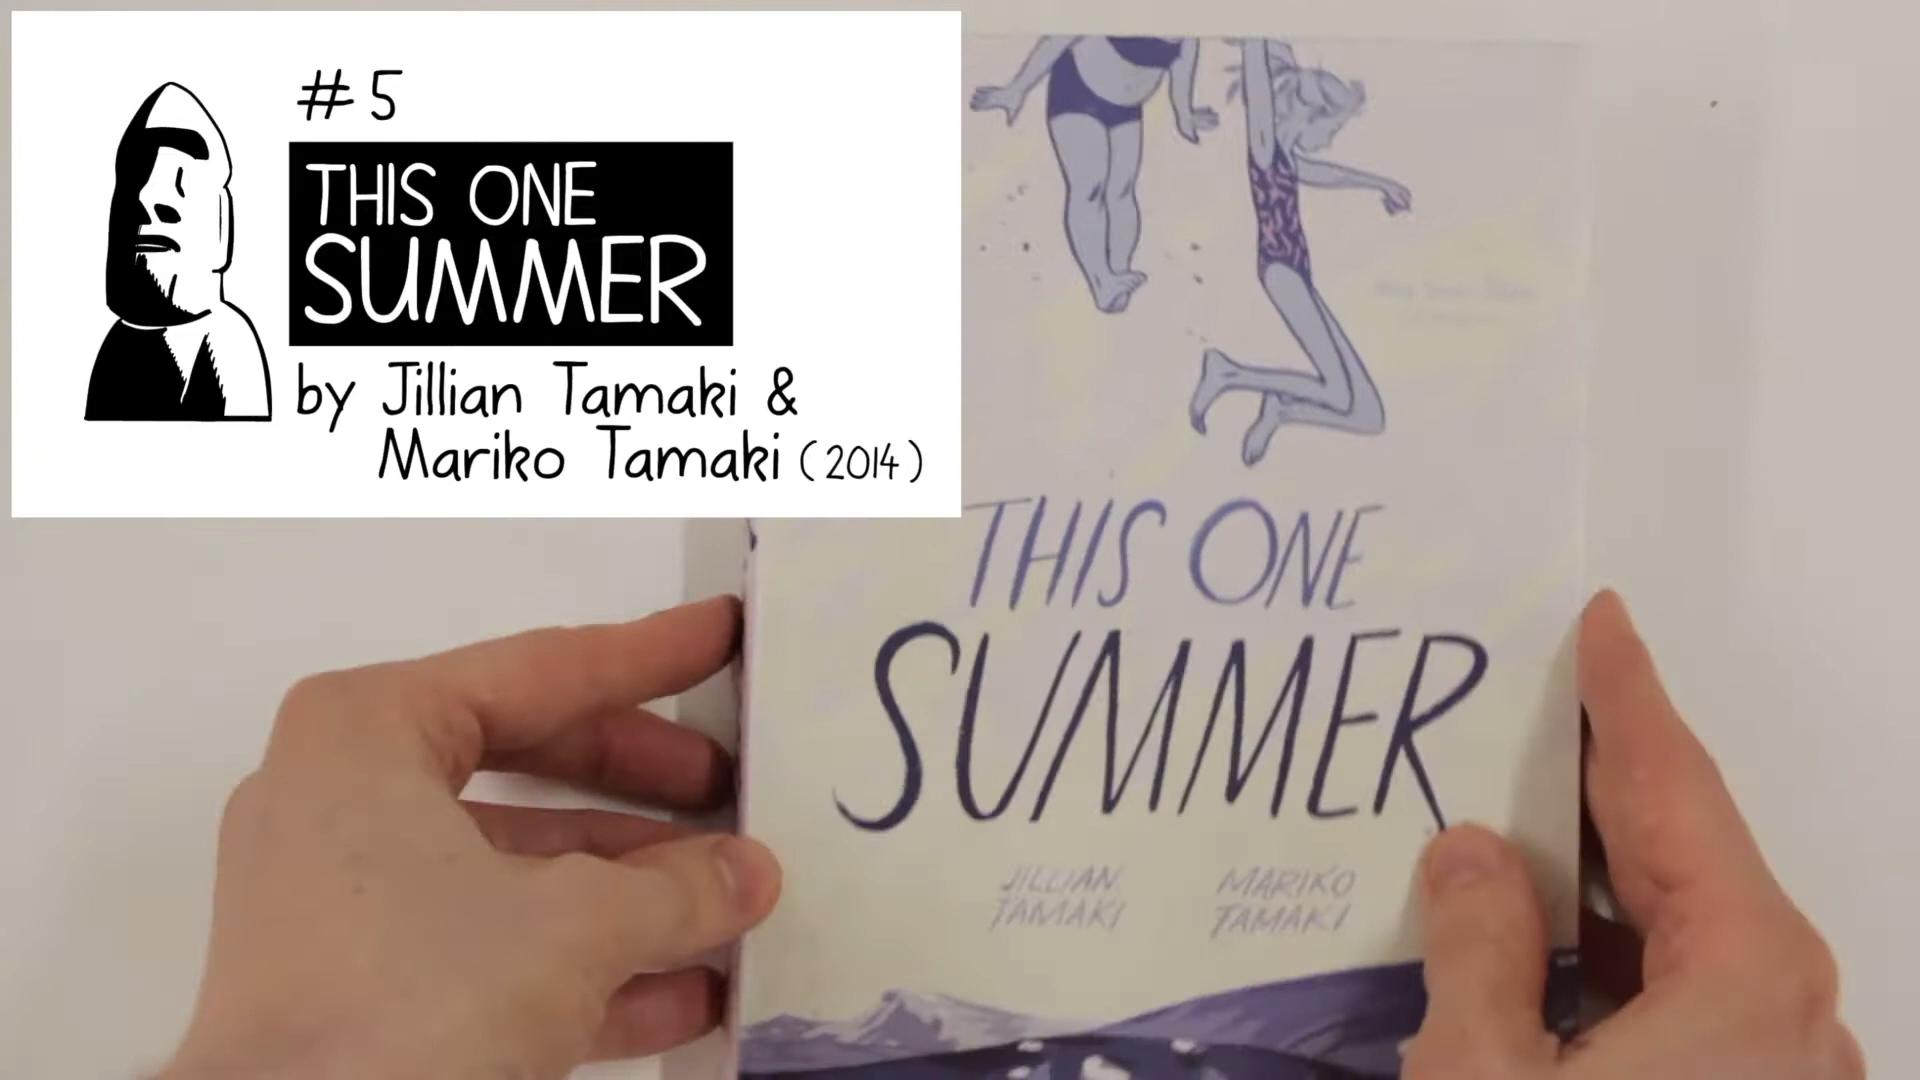 # 5
THIS ONE
SUMMER
by Jillian Tamaki &
Mariko Tamaki (2014)
THIS ONE
SUMMER
JILLIAN MARIKO
TAMAKI TAMAKI